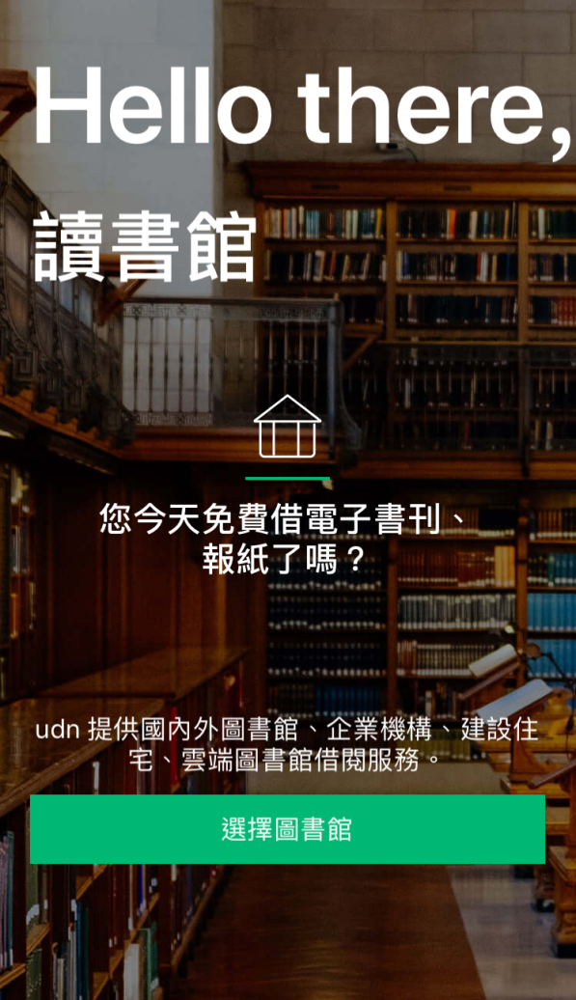 Hello there,
讀書館
您今天免費借電子書刊、
報紙了嗎？
udn 提供國內外圖書館、企業機構、建設住
宅、雲端圖書館借閱服務。
選擇圖書館